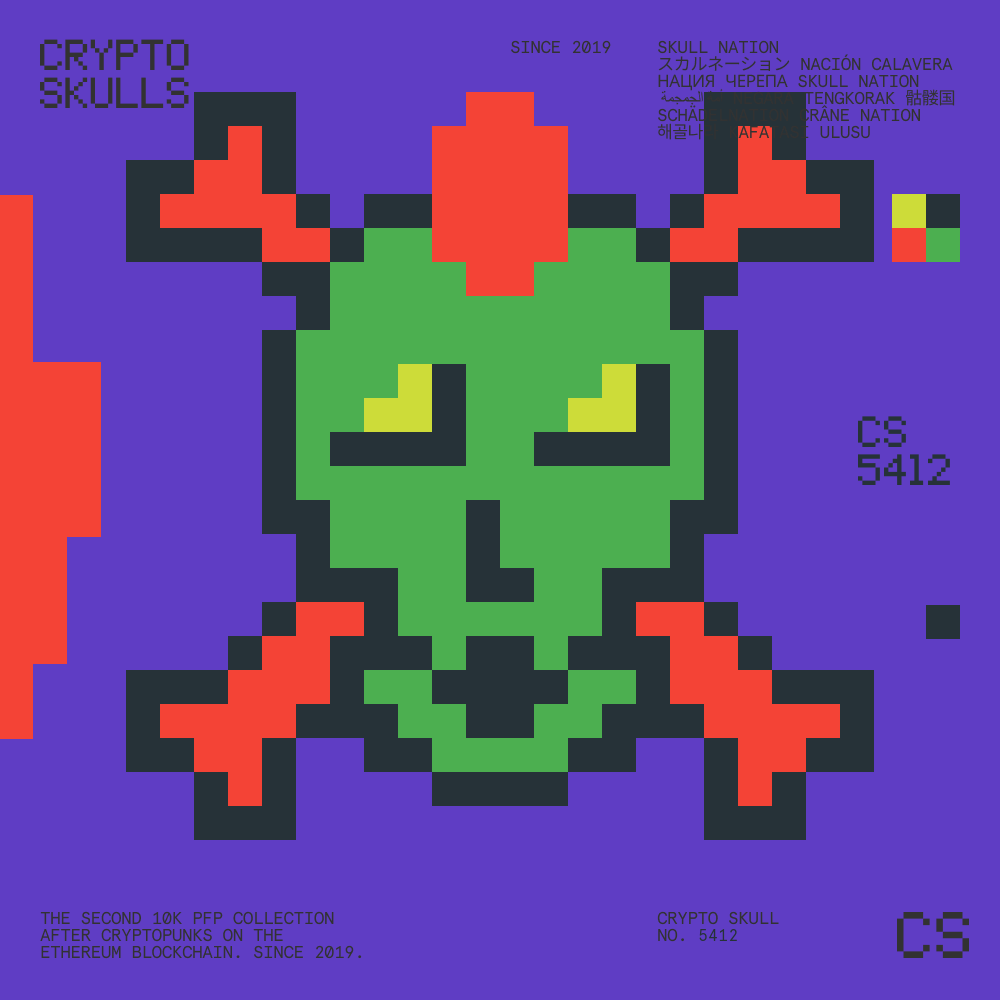 CRYPTO
SKULLS
SINCE 2019
SKULL NATION
スカルネーション NACIÓN CALAVERA
НАЦИЯ ЧЕРЕПА SKULL NATION
TENGKORAK 骷髅国
CRÂNE NATION
해골나 ULUSU
CS
5412
THE SECOND 10K PFP COLLECTION
AFTER CRYPTOPUNKS ON THE
ETHEREUM BLOCKCHAIN. SINCE 2019.
CRYPTO SKULL
NO. 5412
CS